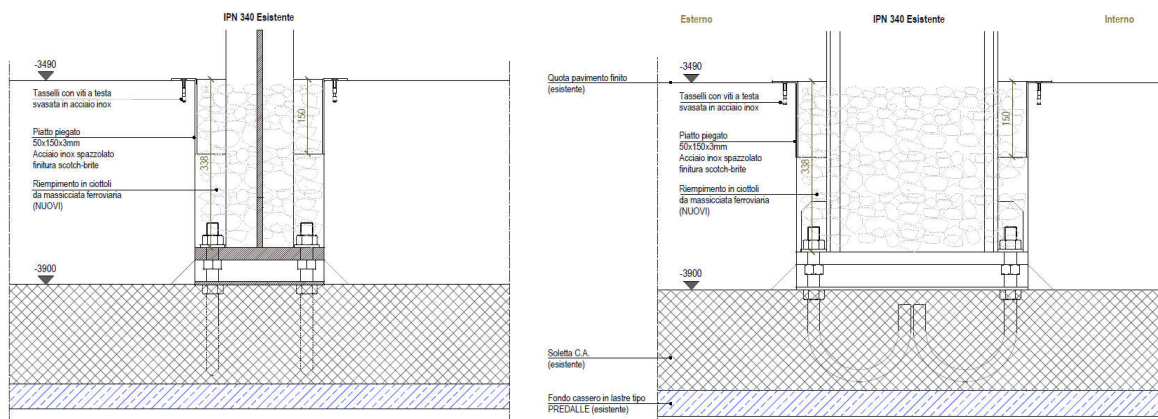 IPN 340 Esistente
-3490
Tasselli con viti a testa
svasata in acciaio inox
Piatto piegato
50x150x3mm
Acciaio inox spazzolato
finitura scotch-brite
Riempimento in ciottoli
da massicciata ferroviaria
(NUOVI)
338
150
-3900
Esterno
IPN 340 Esistente
Interno
-3490
Quota pavimento finito
(esistente)
Tasselli con viti a testa
svasata in acciaio inox
Piatto piegato
50x150x3mm
Acciaio inox spazzolato
finitura scotch-brite
Riempimento in ciottoli
da massicciata ferroviaria
(NUOVI)
338
150
-3900
Soletta C.A.
(esistente)
Fondo cassero in lastre tipo
PREDALLE (esistente)